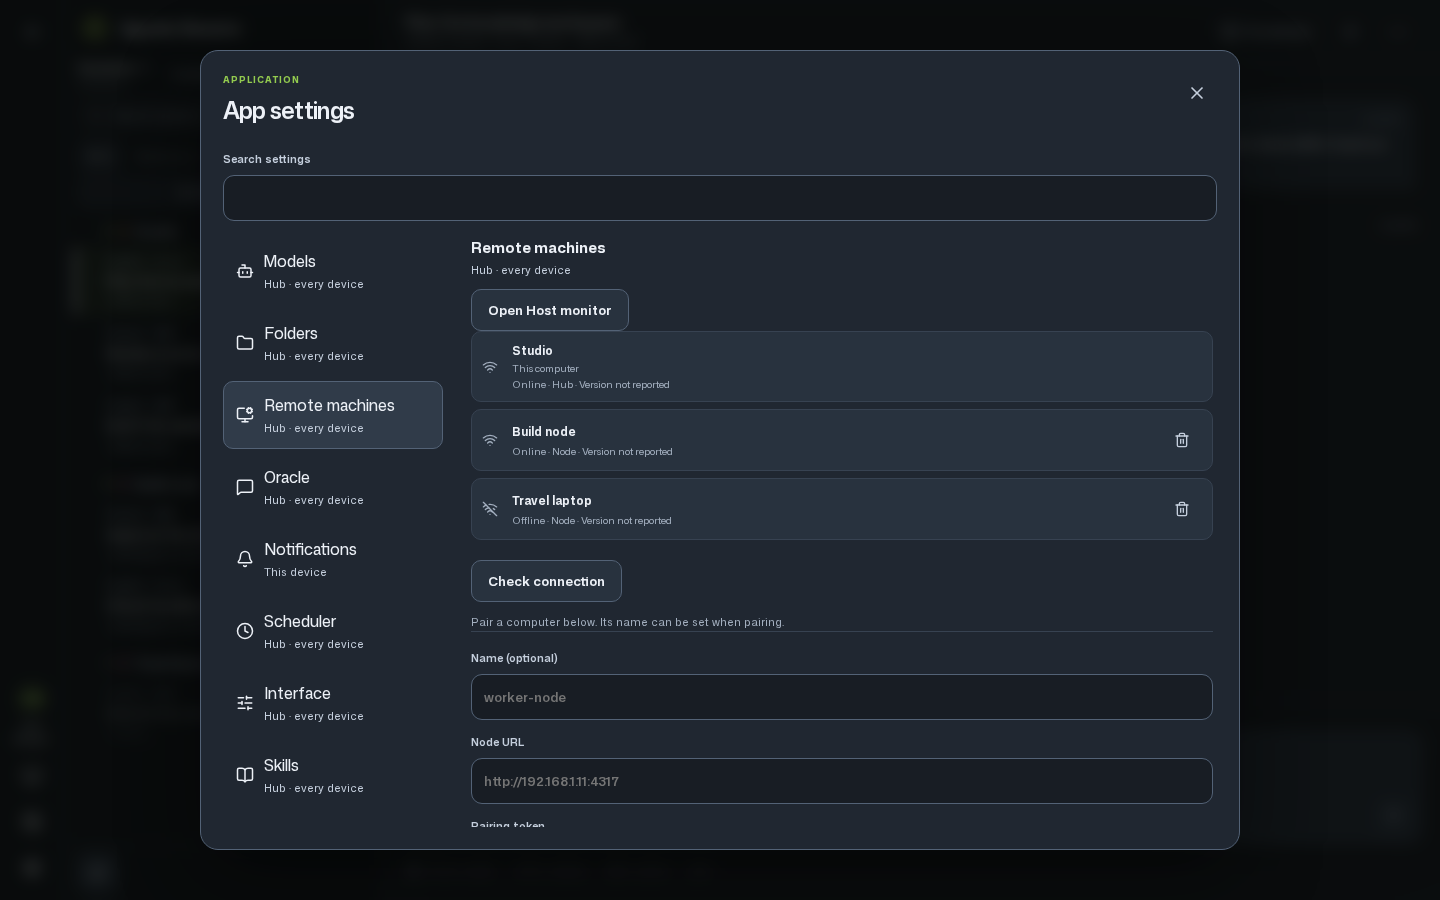 APPLICATION
App settings
Search settings
Models
Hub · every device
Folders
Hub · every device
Remote machines
Hub · every device
Oracle
Hub · every device
Notifications
This device
Scheduler
Hub · every device
Interface
Hub · every device
Skills
Hub · every device
Remote machines
Hub · every device
Open Host monitor
Studio
This computer
Online · Hub · Version not reported
Build node
Online · Node · Version not reported
Travel laptop
Offline · Node · Version not reported
Check connection
Pair a computer below. Its name can be set when pairing.
Name (optional)
worker-node
Node URL
http://192.168.1.11:4317
Pairing token